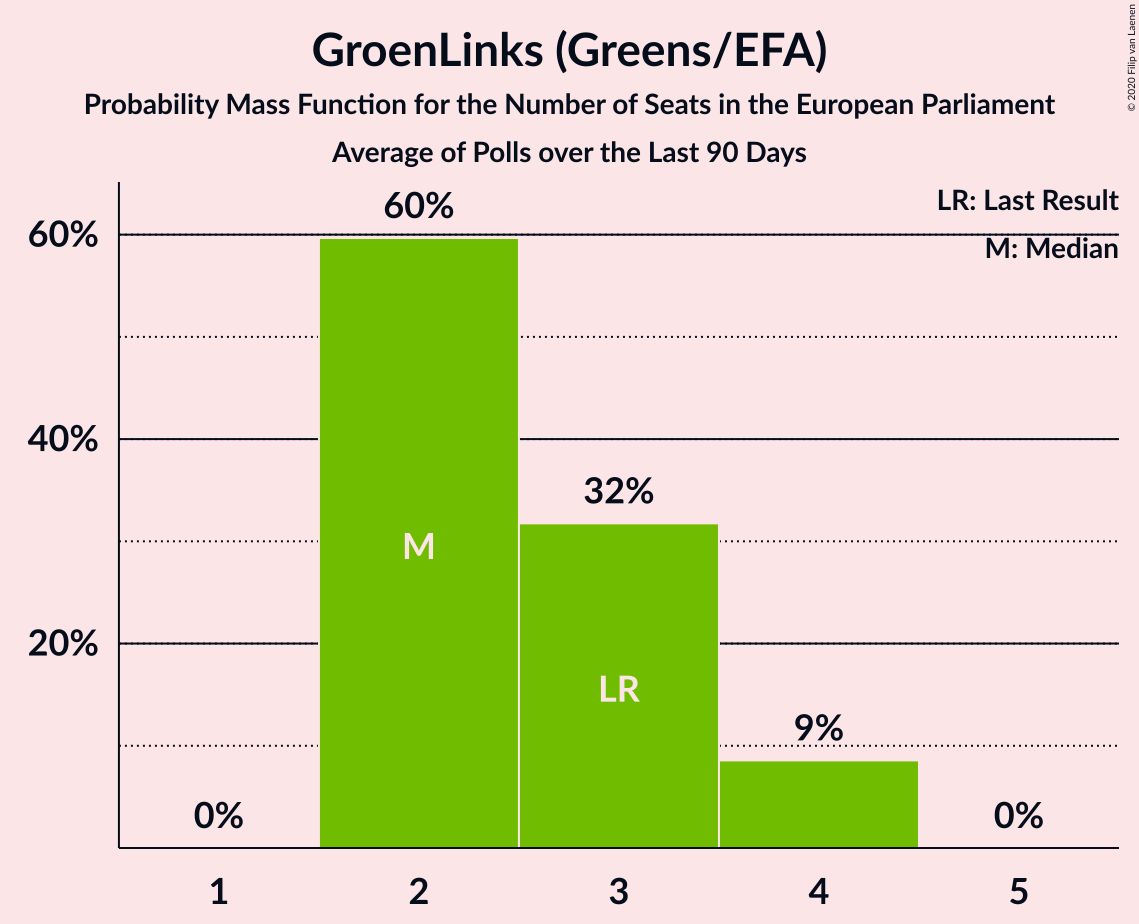 GroenLinks (Greens/EFA)
Probability Mass Function for the Number of Seats in the European Parliament
Average of Polls over the Last 90 Days
© 2020 Filip van Laenen
LR: Last Result
M: Median
60%
40%
20%
0%
60%
32%
9%
0%
M
LR
1
2
3
4
5